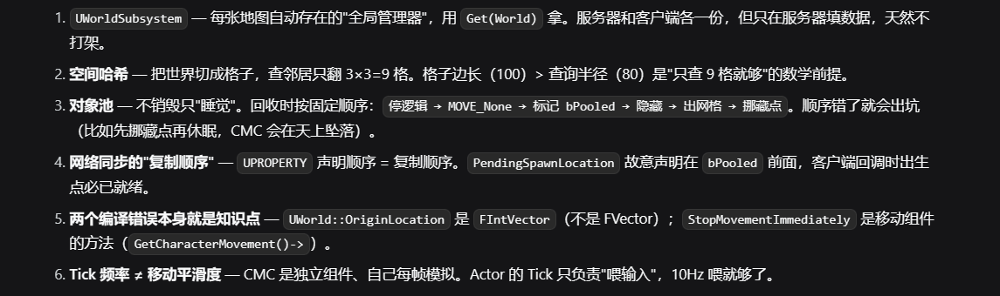 1. UWorldSubsystem — 每张地图自动存在的"全局管理器"，用 Get(World) 拿。服务器和客户端各一份，但只在服务器填数据，天然不
打架。
2. 空间哈希 — 把世界切成格子，查邻居只翻 3×3=9 格。格子边长（100）> 查询半径（80）是"只查 9 格就够"的数学前提。
3. 对象池 — 不销毁只"睡觉"。回收时按固定顺序：停逻辑 → MOVE_None → 标记 bPooled → 隐藏 → 出网格 → 挪藏点。顺序错了就会出坑
（比如先挪藏点再休眠，CMC 会在天上坠落）。
4. 网络同步的"复制顺序" — UPROPERTY 声明顺序 = 复制顺序。PendingSpawnLocation 故意声明在 bPooled 前面，客户端回调时出生
点必已就绪。
5. 两个编译错误本身就是知识点 — UWorld::OriginLocation 是 FIntVector（不是 FVector）；StopMovementImmediately 是移动组件
的方法（GetCharacterMovement()->）。
6. Tick 频率 ≠ 移动平滑度 — CMC 是独立组件、自己每帧模拟。Actor 的 Tick 只负责"喂输入"，10Hz 喂就够了。